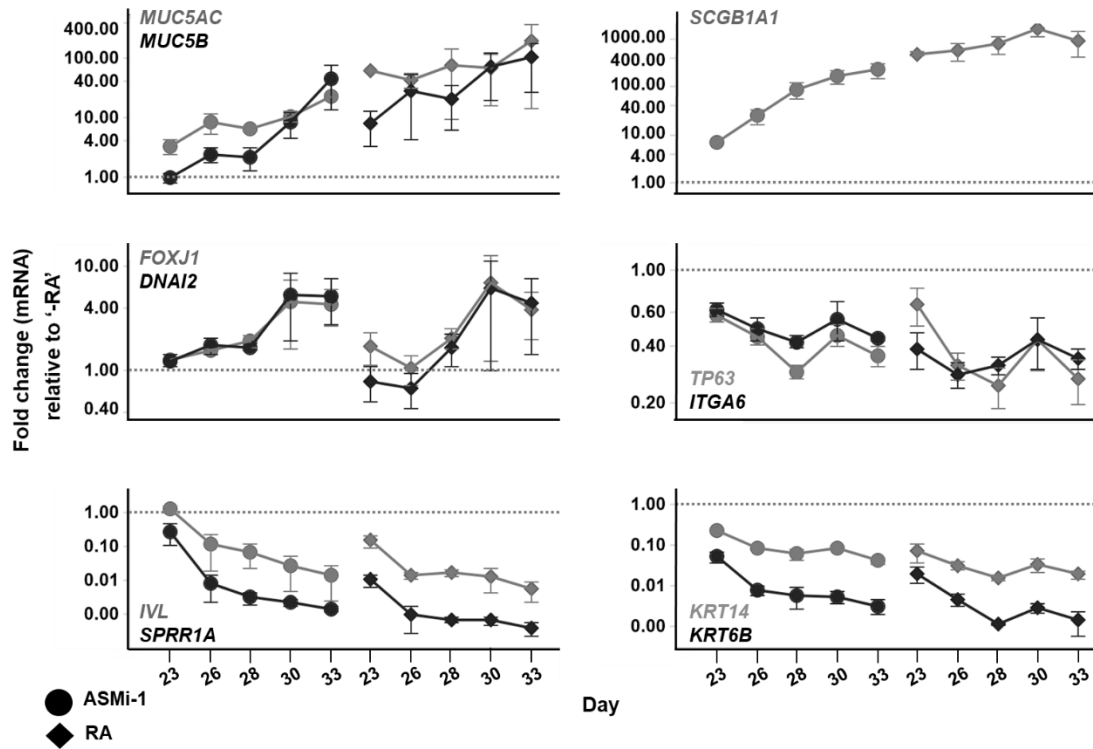 MUC5AC
MUC5B
400.00
100.00
40.00
10.00
4.00
1.00
SCGB1A1
1000.00
400.00
100.00
40.00
10.00
4.00
1.00
Fold change (mRNA)
relative to '-RA'
FOXJ1
DNAI2
10.00
4.00
1.00
0.40
1.00
0.60
0.40
0.20
TP63
ITGA6
1.00
0.10
0.01
0.00
IVL
SPRR1A
23 26 28 30 33 23 26 28 30 33
1.00
0.10
0.01
0.00
KRT14
KRT6B
23 26 28 30 33 23 26 28 30 33
Day
ASMi-1
RA